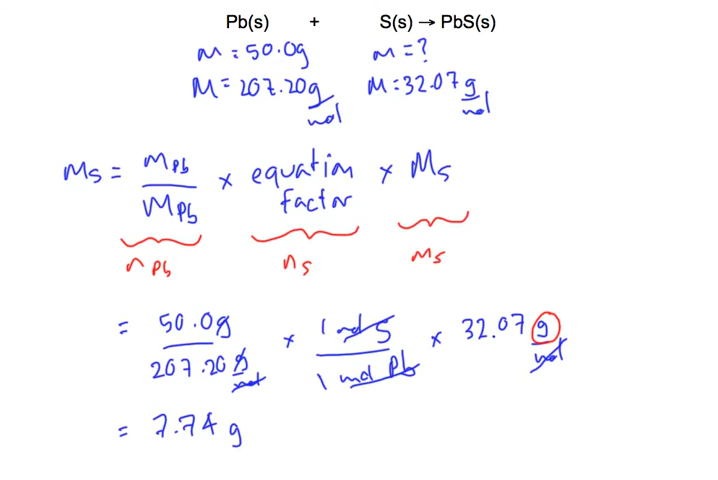 Pb(s) + S(s) → PbS(s)
m = 50.0g m = ?
M = 207.20 g/mol M = 32.07 g/mol
ms = mPb/MPb × equation factor × Ms
nPb ns ms
= 50.0g/207.20 g/mol × 1 mol S/1 mol Pb × 32.07 g/mol
= 7.74 g